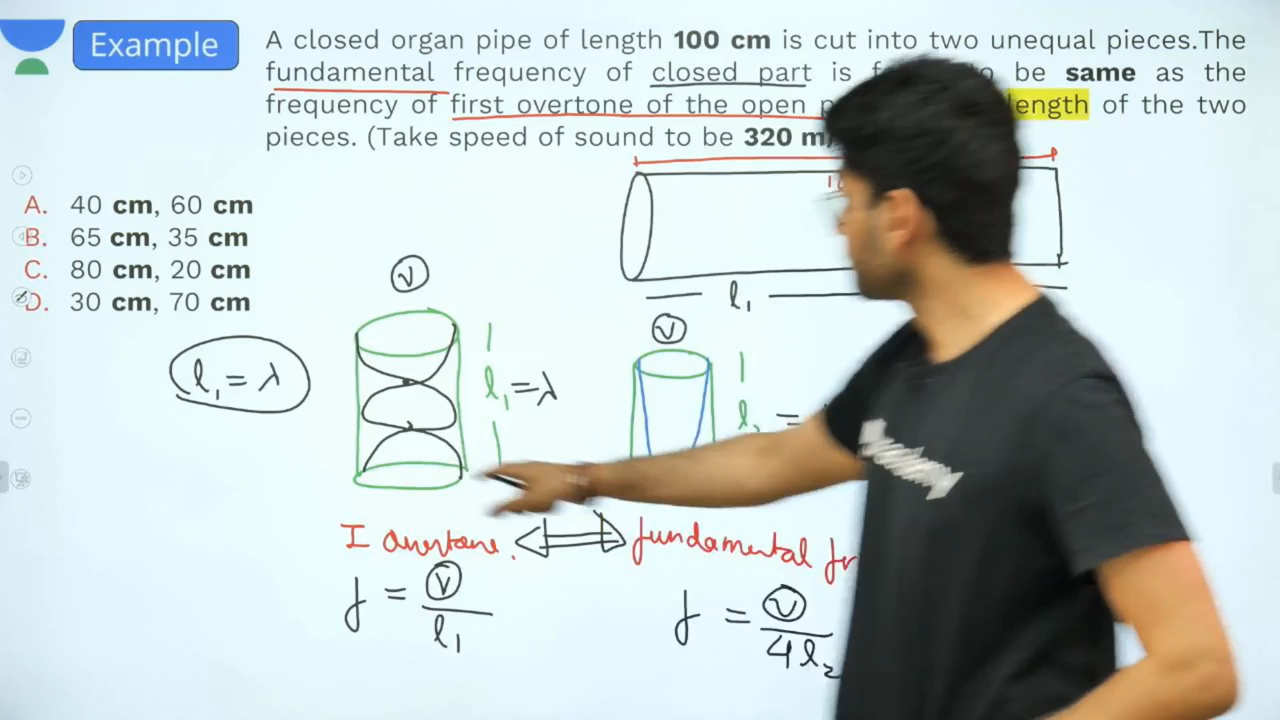 Example
A closed organ pipe of length 100 cm is cut into two unequal pieces.The
fundamental frequency of closed part is be same as the
frequency of first overtone of the open length of the two
pieces. (Take speed of sound to be 320 m
A. 40 cm, 60 cm
B. 65 cm, 35 cm
C. 80 cm, 20 cm
D. 30 cm, 70 cm
l₁
v
v
l₁ = λ
l₁ = λ
l₂ =
I overtone. fundamental
f = v/l₁
f = v/4l₂